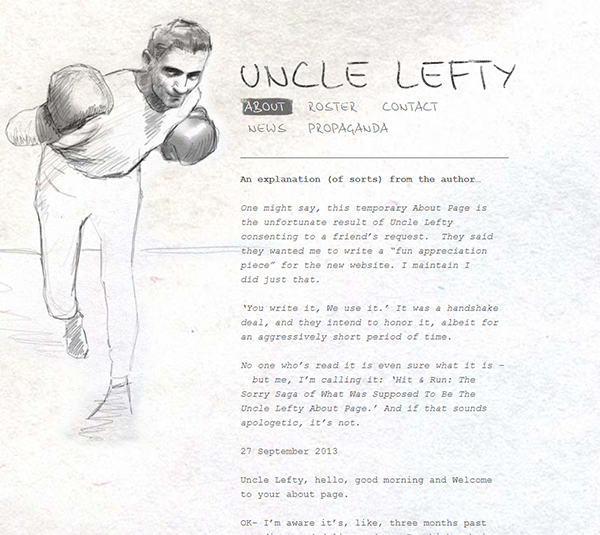 UNCLE LEFTY
ABOUT ROSTER CONTACT
NEWS PROPAGANDA
An explanation (of sorts) from the author…
One might say, this temporary About Page is
the unfortunate result of Uncle Lefty
consenting to a friend's request. They said
they wanted me to write a "fun appreciation
piece" for the new website. I maintain I
did just that.
'You write it, We use it.' It was a handshake
deal, and they intend to honor it, albeit for
an aggressively short period of time.
No one who's read it is even sure what it is –
but me, I'm calling it: 'Hit & Run: The
Sorry Saga of What Was Supposed To Be The
Uncle Lefty About Page.' And if that sounds
apologetic, it's not.
27 September 2013
Uncle Lefty, hello, good morning and Welcome
to your about page.
OK– I'm aware it's, like, three months past